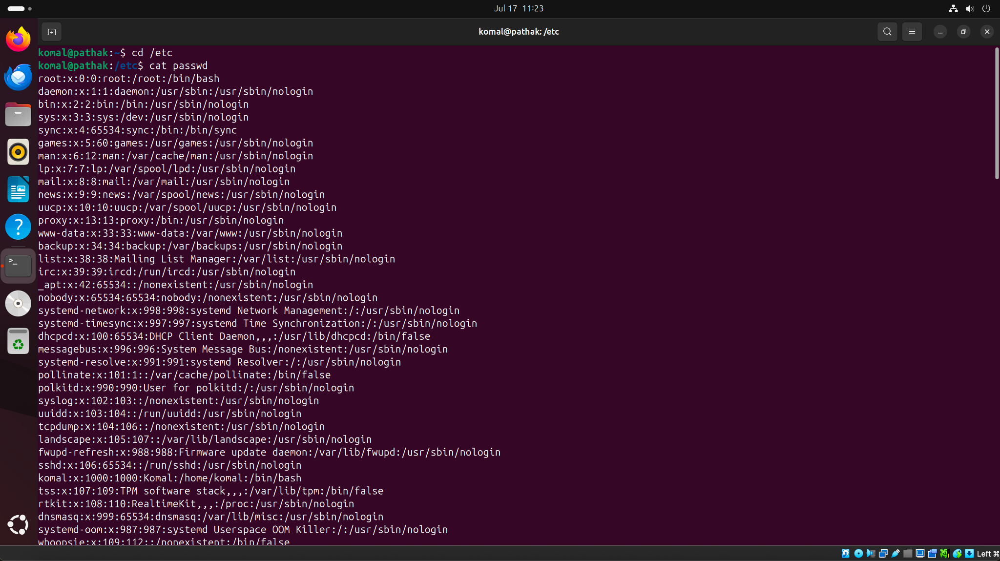 Jul 17 11:23
komal@pathak: /etc
komal@pathak:~$ cd /etc
komal@pathak:/etc$ cat passwd
root:x:0:0:root:/root:/bin/bash
daemon:x:1:1:daemon:/usr/sbin:/usr/sbin/nologin
bin:x:2:2:bin:/bin:/usr/sbin/nologin
sys:x:3:3:sys:/dev:/usr/sbin/nologin
sync:x:4:65534:sync:/bin:/bin/sync
games:x:5:60:games:/usr/games:/usr/sbin/nologin
man:x:6:12:man:/var/cache/man:/usr/sbin/nologin
lp:x:7:7:lp:/var/spool/lpd:/usr/sbin/nologin
mail:x:8:8:mail:/var/mail:/usr/sbin/nologin
news:x:9:9:news:/var/spool/news:/usr/sbin/nologin
uucp:x:10:10:uucp:/var/spool/uucp:/usr/sbin/nologin
proxy:x:13:13:proxy:/bin:/usr/sbin/nologin
www-data:x:33:33:www-data:/var/www:/usr/sbin/nologin
backup:x:34:34:backup:/var/backups:/usr/sbin/nologin
list:x:38:38:Mailing List Manager:/var/list:/usr/sbin/nologin
irc:x:39:39:ircd:/run/ircd:/usr/sbin/nologin
_apt:x:42:65534::/nonexistent:/usr/sbin/nologin
nobody:x:65534:65534:nobody:/nonexistent:/usr/sbin/nologin
systemd-network:x:998:998:systemd Network Management:/:/usr/sbin/nologin
systemd-timesync:x:997:997:systemd Time Synchronization:/:/usr/sbin/nologin
dhcpcd:x:100:65534:DHCP Client Daemon,,,:/usr/lib/dhcpcd:/bin/false
messagebus:x:996:996:System Message Bus:/nonexistent:/usr/sbin/nologin
systemd-resolve:x:991:991:systemd Resolver:/:/usr/sbin/nologin
pollinate:x:101:1::/var/cache/pollinate:/bin/false
polkitd:x:990:990:User for polkitd:/:/usr/sbin/nologin
syslog:x:102:103::/nonexistent:/usr/sbin/nologin
uuidd:x:103:104::/run/uuidd:/usr/sbin/nologin
tcpdump:x:104:106::/nonexistent:/usr/sbin/nologin
landscape:x:105:107::/var/lib/landscape:/usr/sbin/nologin
fwupd-refresh:x:988:988:Firmware update daemon:/var/lib/fwupd:/usr/sbin/nologin
sshd:x:106:65534::/run/sshd:/usr/sbin/nologin
komal:x:1000:1000:Komal:/home/komal:/bin/bash
tss:x:107:109:TPM software stack,,,:/var/lib/tpm:/bin/false
rtkit:x:108:110:RealtimeKit,,,:/proc:/usr/sbin/nologin
dnsmasq:x:999:65534:dnsmasq:/var/lib/misc:/usr/sbin/nologin
systemd-oom:x:987:987:systemd Userspace OOM Killer:/:/usr/sbin/nologin
whoopsie:x:109:112::/nonexistent:/bin/false
Left ⌘